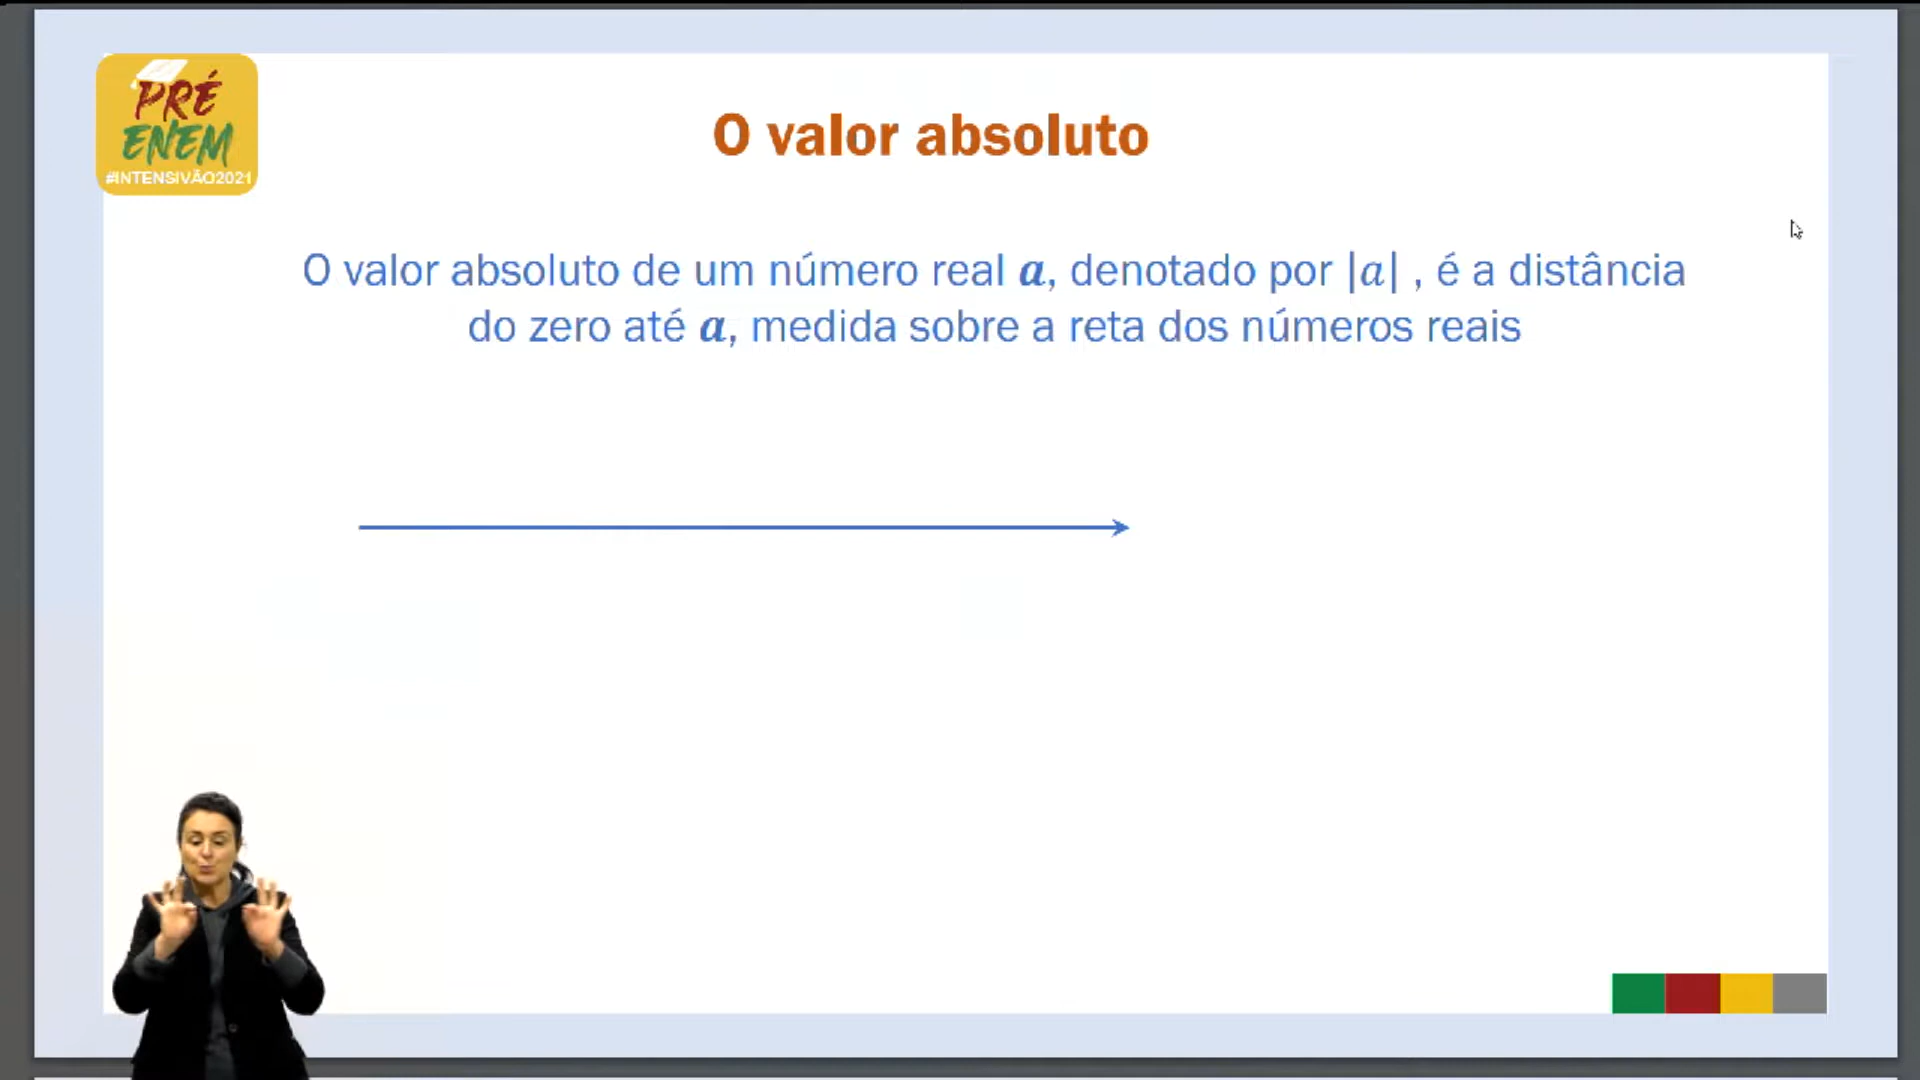 PRÉ
ENEM
#INTENSIVÃO2021
O valor absoluto
O valor absoluto de um número real a, denotado por |a| , é a distância
do zero até a, medida sobre a reta dos números reais